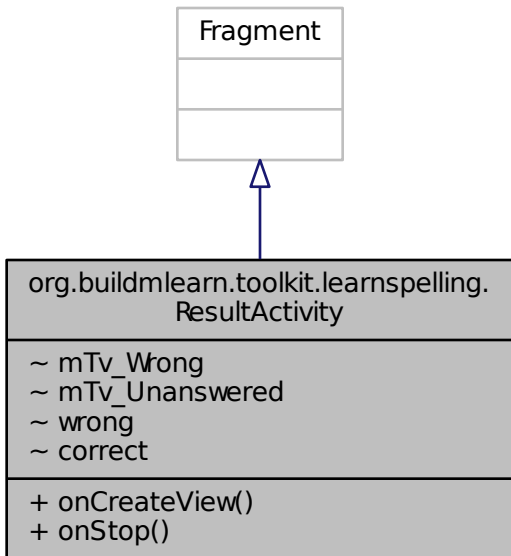 Fragment
org.buildmlearn.toolkit.learnspelling.
ResultActivity
~ mTv_Wrong
~ mTv_Unanswered
~ wrong
~ correct
+ onCreateView()
+ onStop()